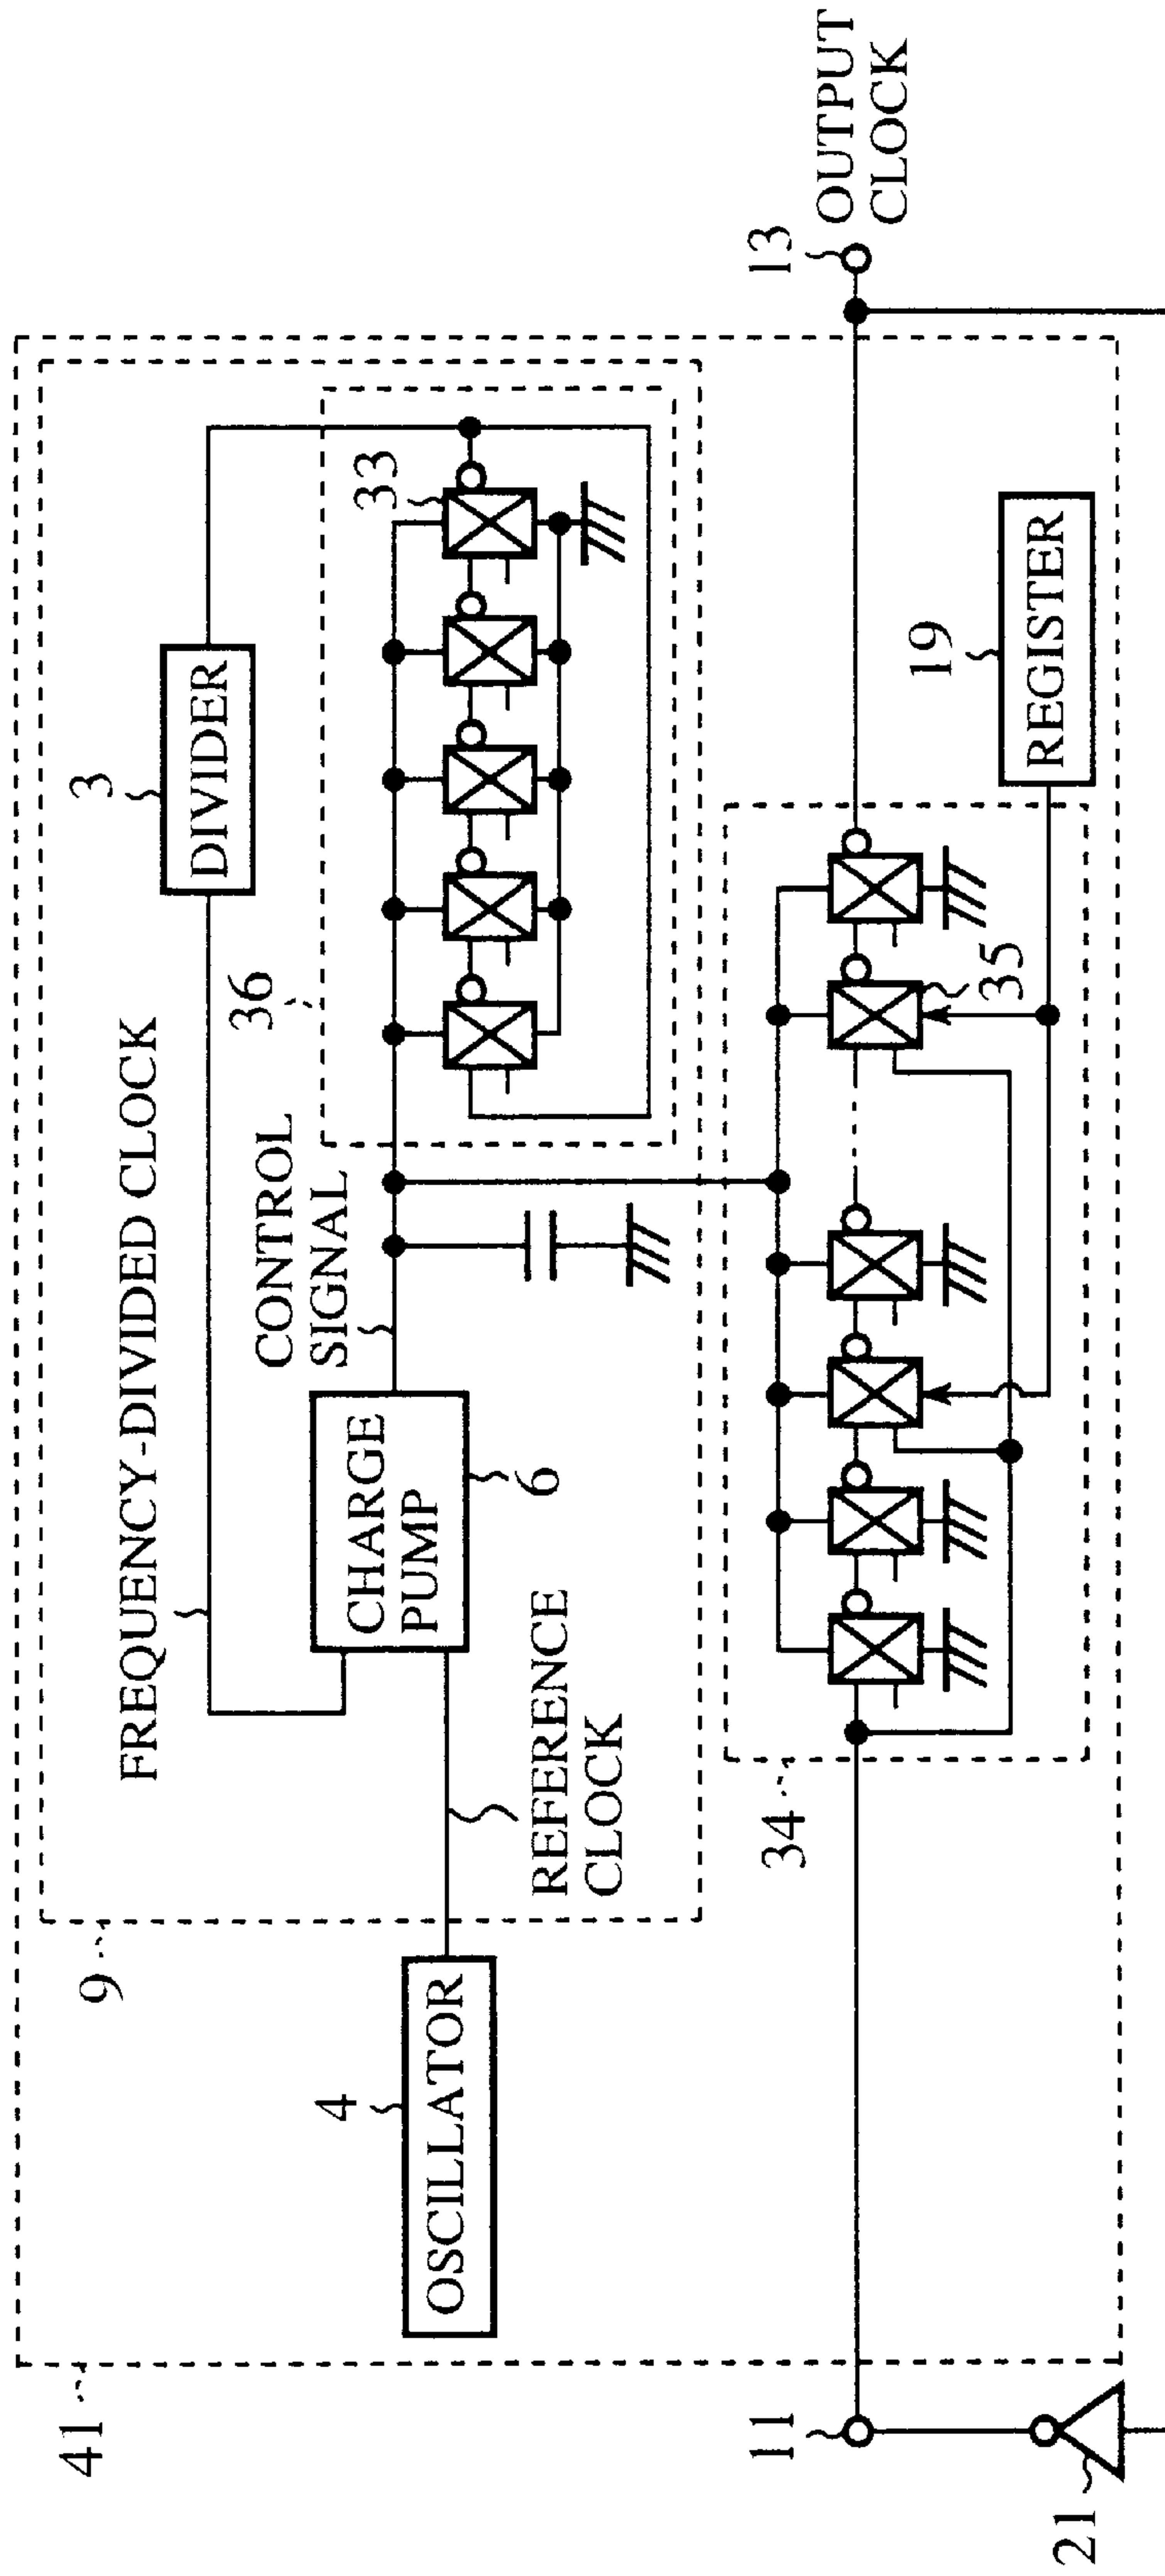 41
9
FREQUENCY-DIVIDED CLOCK
3
DIVIDER
36
CONTROL
SIGNAL
33
4
OSCILLATOR
CHARGE
PUMP
6
REFERENCE
CLOCK
34
35
19
REGISTER
11
13
OUTPUT
CLOCK
21